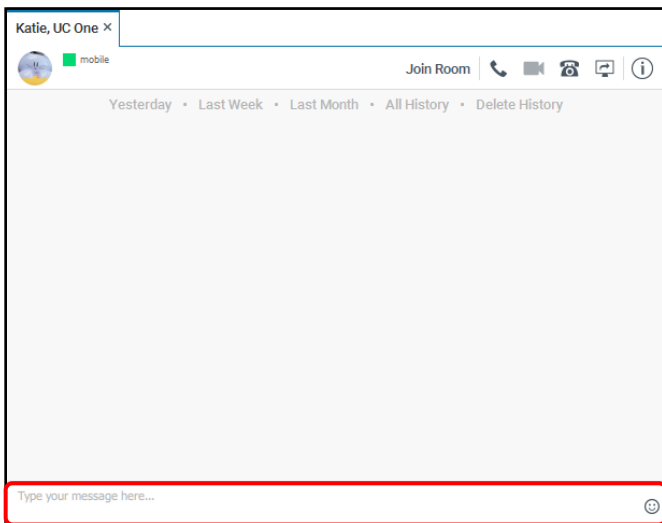 Katie, UC One ×
mobile
Join Room
Yesterday • Last Week • Last Month • All History • Delete History
Type your message here...